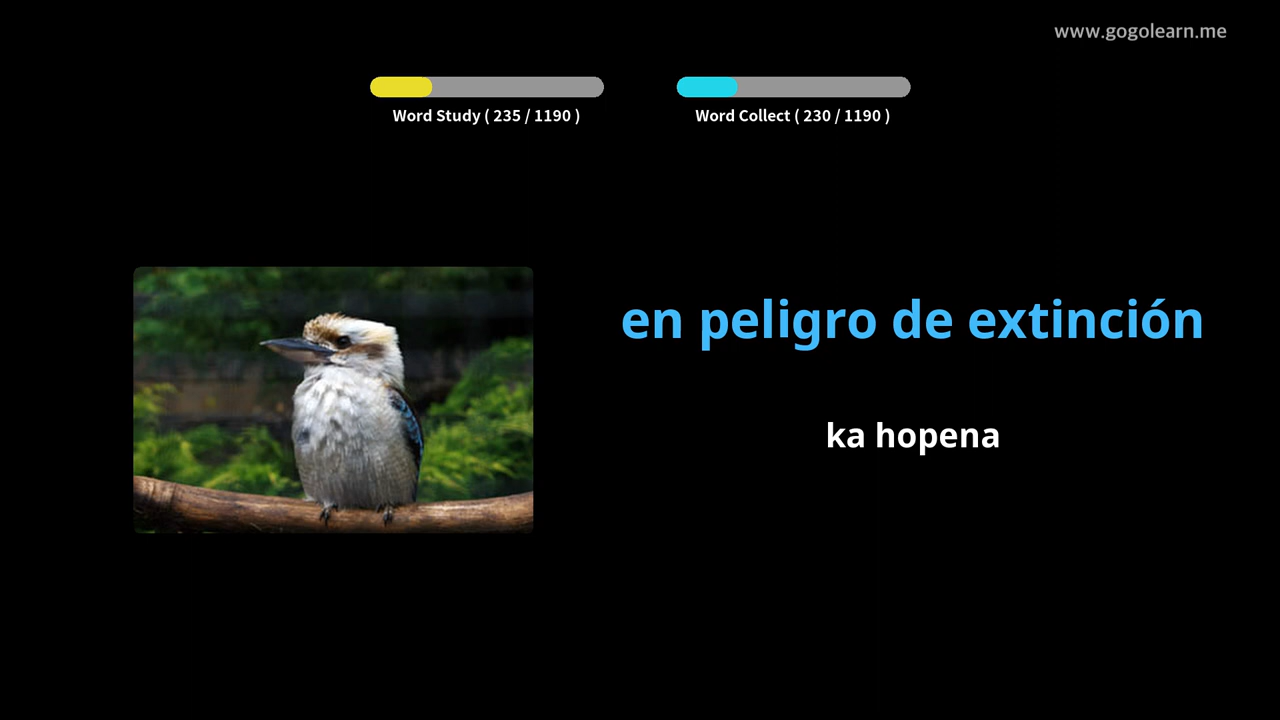 www.gogolearn.me
Word Study ( 235 / 1190 )
Word Collect ( 230 / 1190 )
en peligro de extinción
ka hopena